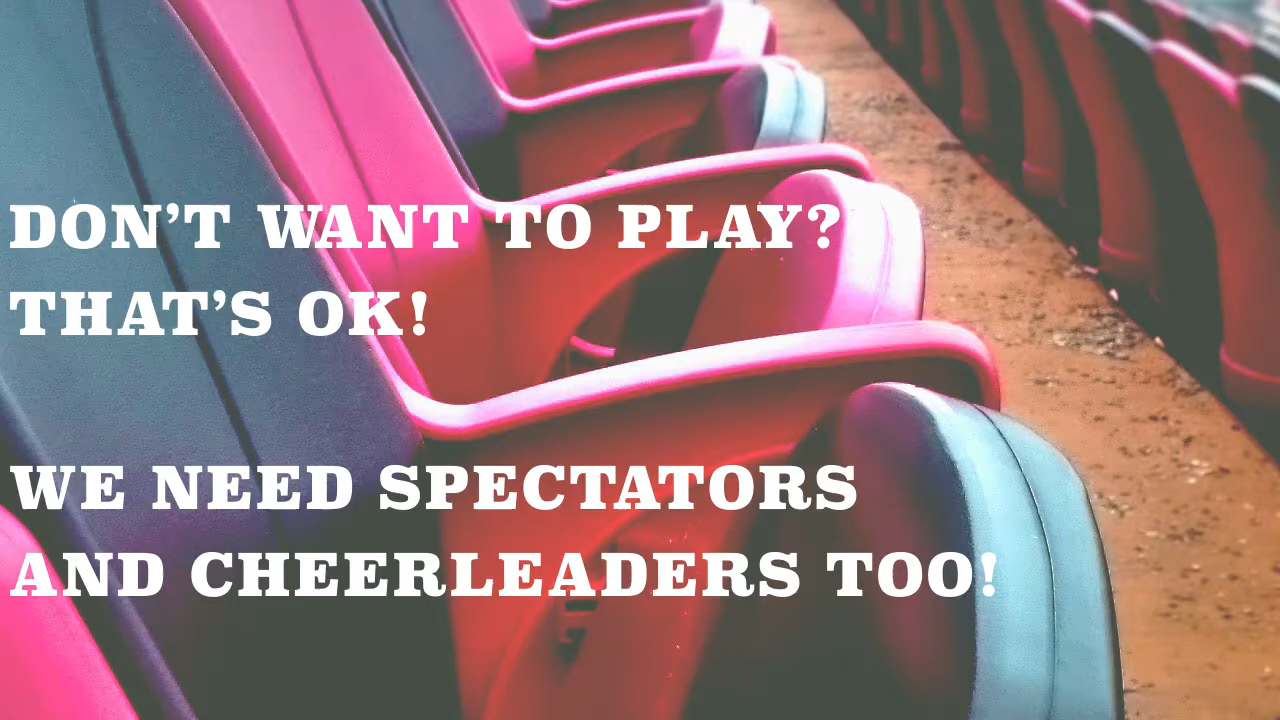 DON’T WANT TO PLAY?
THAT’S OK!
WE NEED SPECTATORS
AND CHEERLEADERS TOO!